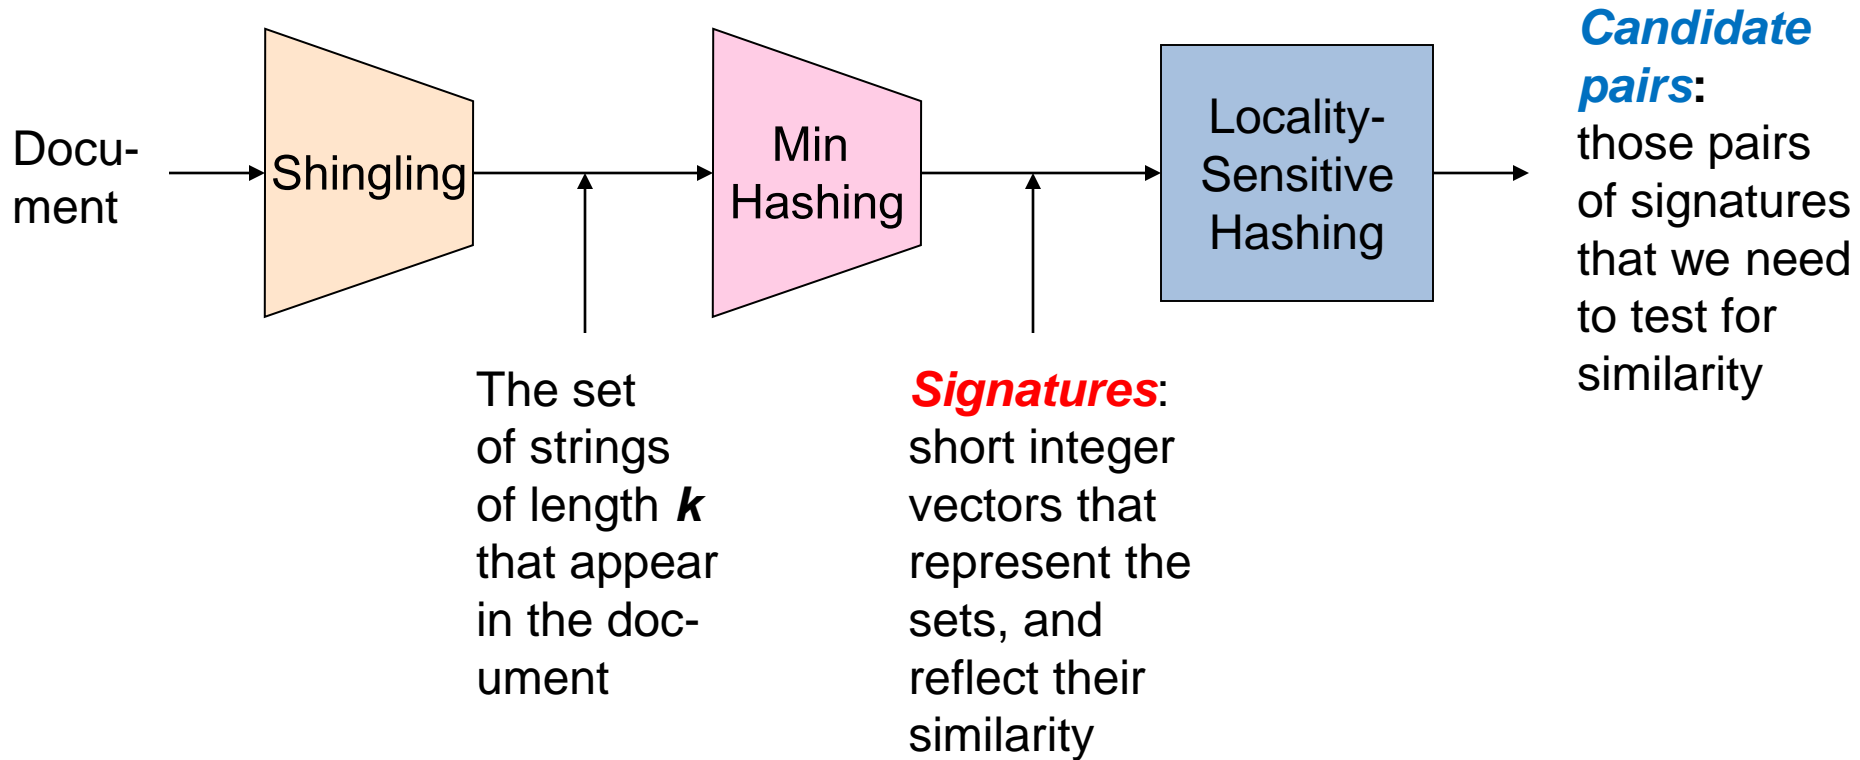 Docu-
ment
Shingling
The set
of strings
of length k
that appear
in the doc-
ument
Min
Hashing
Signatures:
short integer
vectors that
represent the
sets, and
reflect their
similarity
Locality-
Sensitive
Hashing
Candidate
pairs:
those pairs
of signatures
that we need
to test for
similarity